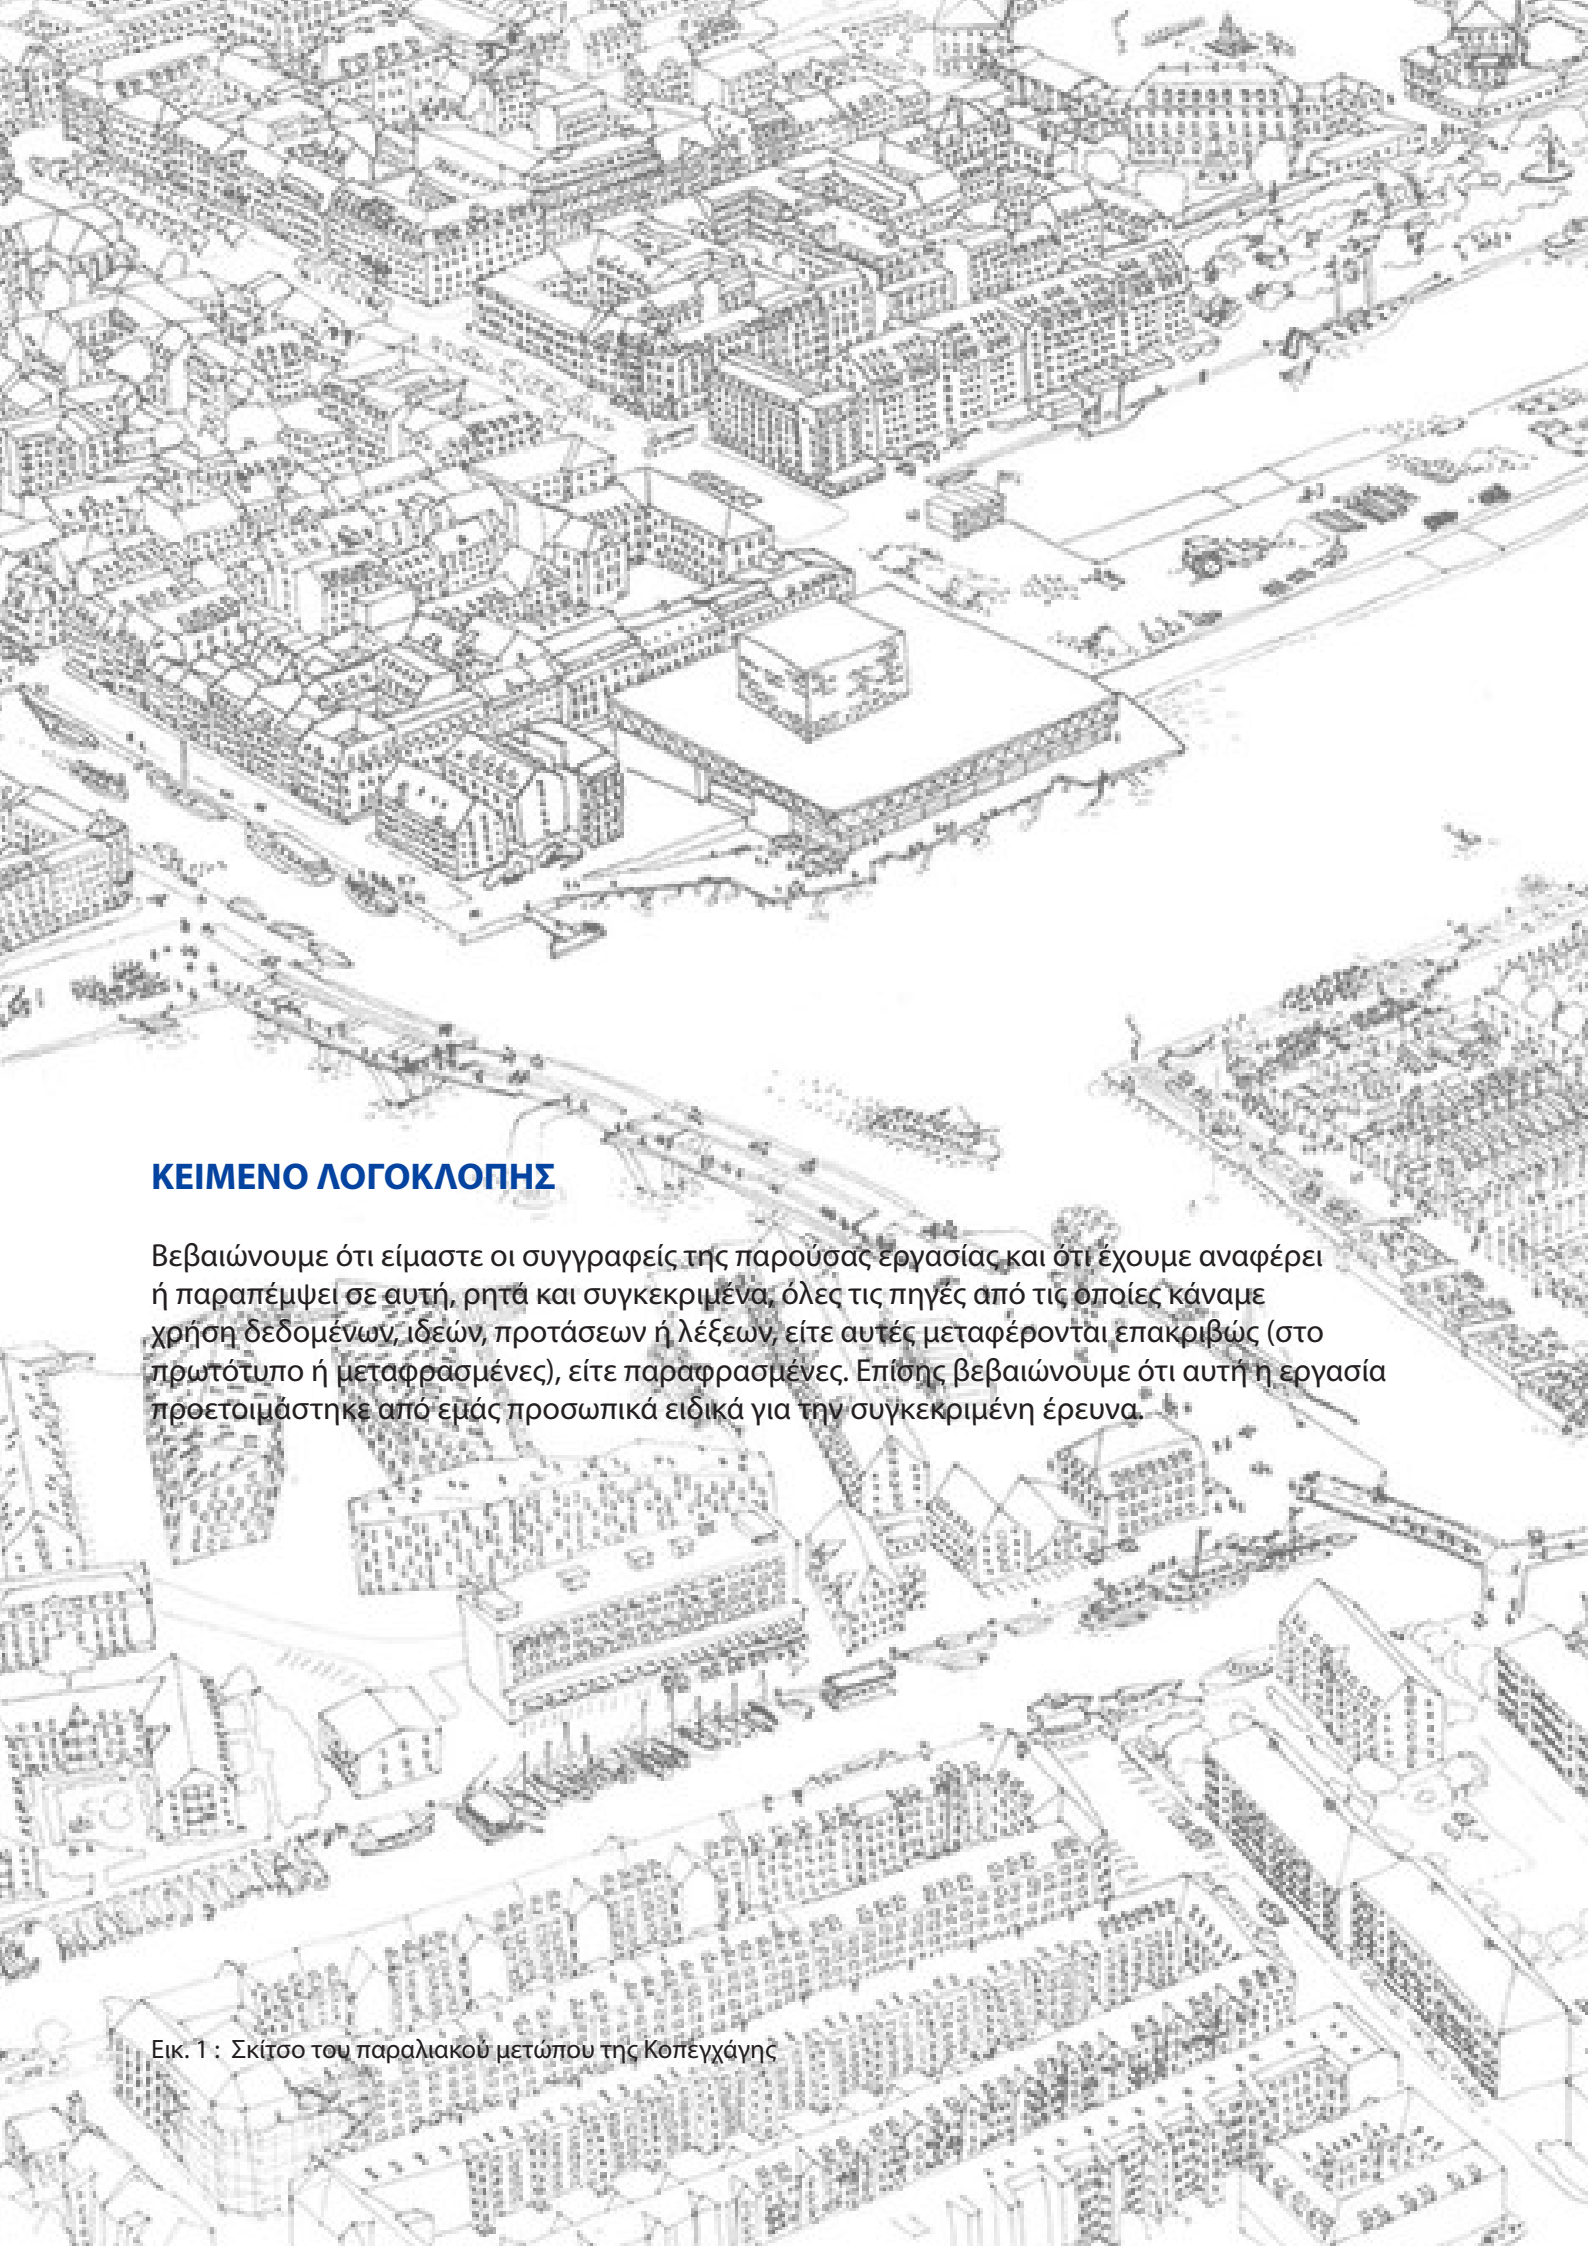 ΚΕΙΜΕΝΟ ΛΟΓΟΚΛΟΠΗΣ
Βεβαιώνουμε ότι είμαστε οι συγγραφείς της παρούσας εργασίας και ότι έχουμε αναφέρει
ή παραπέμψει σε αυτή, ρητά και συγκεκριμένα, όλες τις πηγές από τις οποίες κάναμε
χρήση δεδομένων, ιδεών, προτάσεων ή λέξεων, είτε αυτές μεταφέρονται επακριβώς (στο
πρωτότυπο ή μεταφρασμένες), είτε παραφρασμένες. Επίσης βεβαιώνουμε ότι αυτή η εργασία
προετοιμάστηκε από εμάς προσωπικά ειδικά για την συγκεκριμένη έρευνα.
Εικ. 1 : Σκίτσο του παραλιακού μετώπου της Κοπεγχάγης